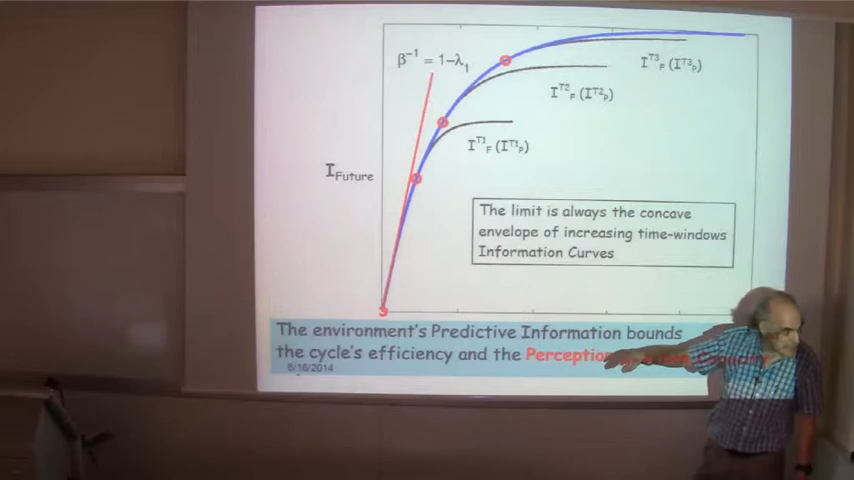 β⁻¹ = 1–λ₁
I^T3_F (I^T3_P)
I^T2_F (I^T2_P)
I^T1_F (I^T1_P)
I_Future
The limit is always the concave
envelope of increasing time-windows
Information Curves
The environment's Predictive Information bounds
the cycle's efficiency and the Perception
6/16/2014